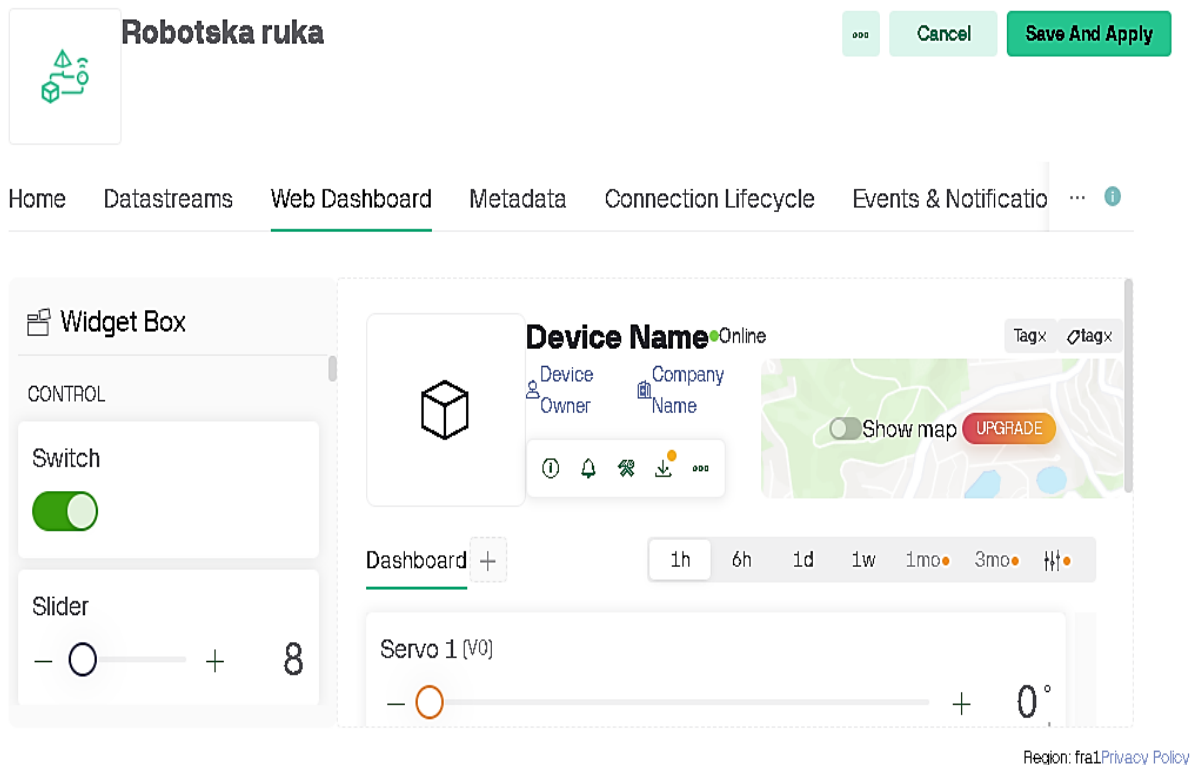 Robotska ruka
Cancel
Save And Apply
Home Datastreams Web Dashboard Metadata Connection Lifecycle Events & Notificatio ...
Widget Box
CONTROL
Switch
Slider
− + 8
Device Name Online
Tag× tag×
Device Owner
Company Name
Show map UPGRADE
Dashboard +
1h 6h 1d 1w 1mo 3mo
Servo 1 (V0)
− + 0°
Region: fra1 Privacy Policy